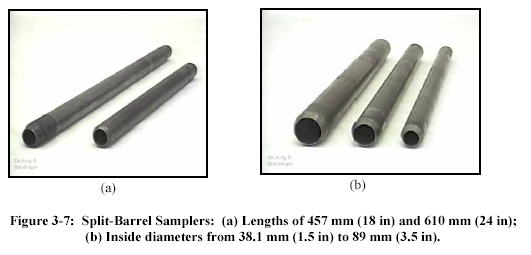 (a)
(b)
Figure 3-7: Split-Barrel Samplers: (a) Lengths of 457 mm (18 in) and 610 mm (24 in);
(b) Inside diameters from 38.1 mm (1.5 in) to 89 mm (3.5 in).